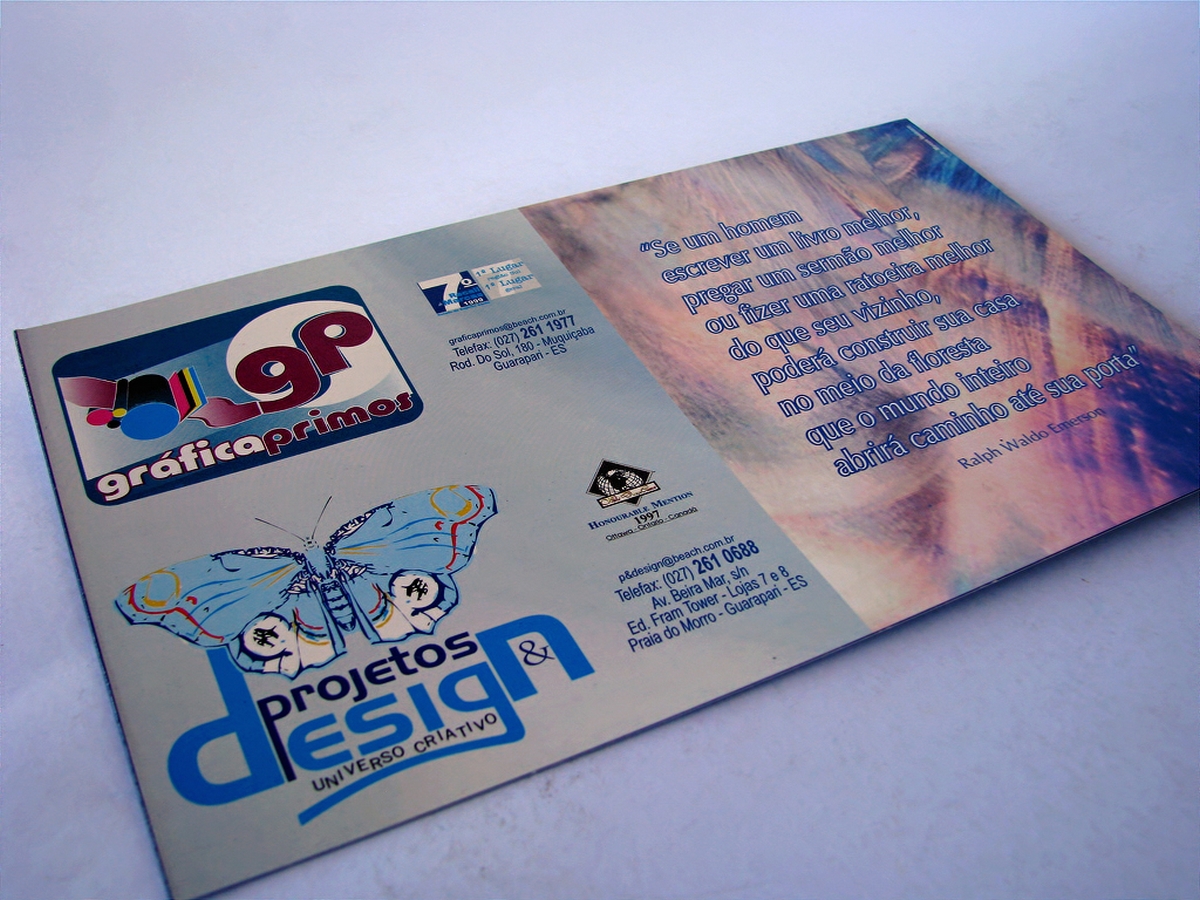 gp
gráficaprimos
7º
1999
1º Lugar
1º Lugar
geral
graficaprimos@beach.com.br
Telefax: (027) 261 1977
Rod. Do Sol, 180 - Muquiçaba
Guarapari - ES
projetos
&
design
UNIVERSO CRIATIVO
HONOURABLE MENTION
1997
Ottawa - Ontario - Canadá
p&design@beach.com.br
Telefax: (027) 261 0688
Av. Beira Mar, s/n
Ed. Fram Tower - Lojas 7 e 8
Praia do Morro - Guarapari - ES
"Se um homem
escrever um livro melhor,
pregar um sermão melhor
ou fizer uma ratoeira melhor
do que seu vizinho,
poderá construir sua casa
no meio da floresta
que o mundo inteiro
abrirá caminho até sua porta"
Ralph Waldo Emerson